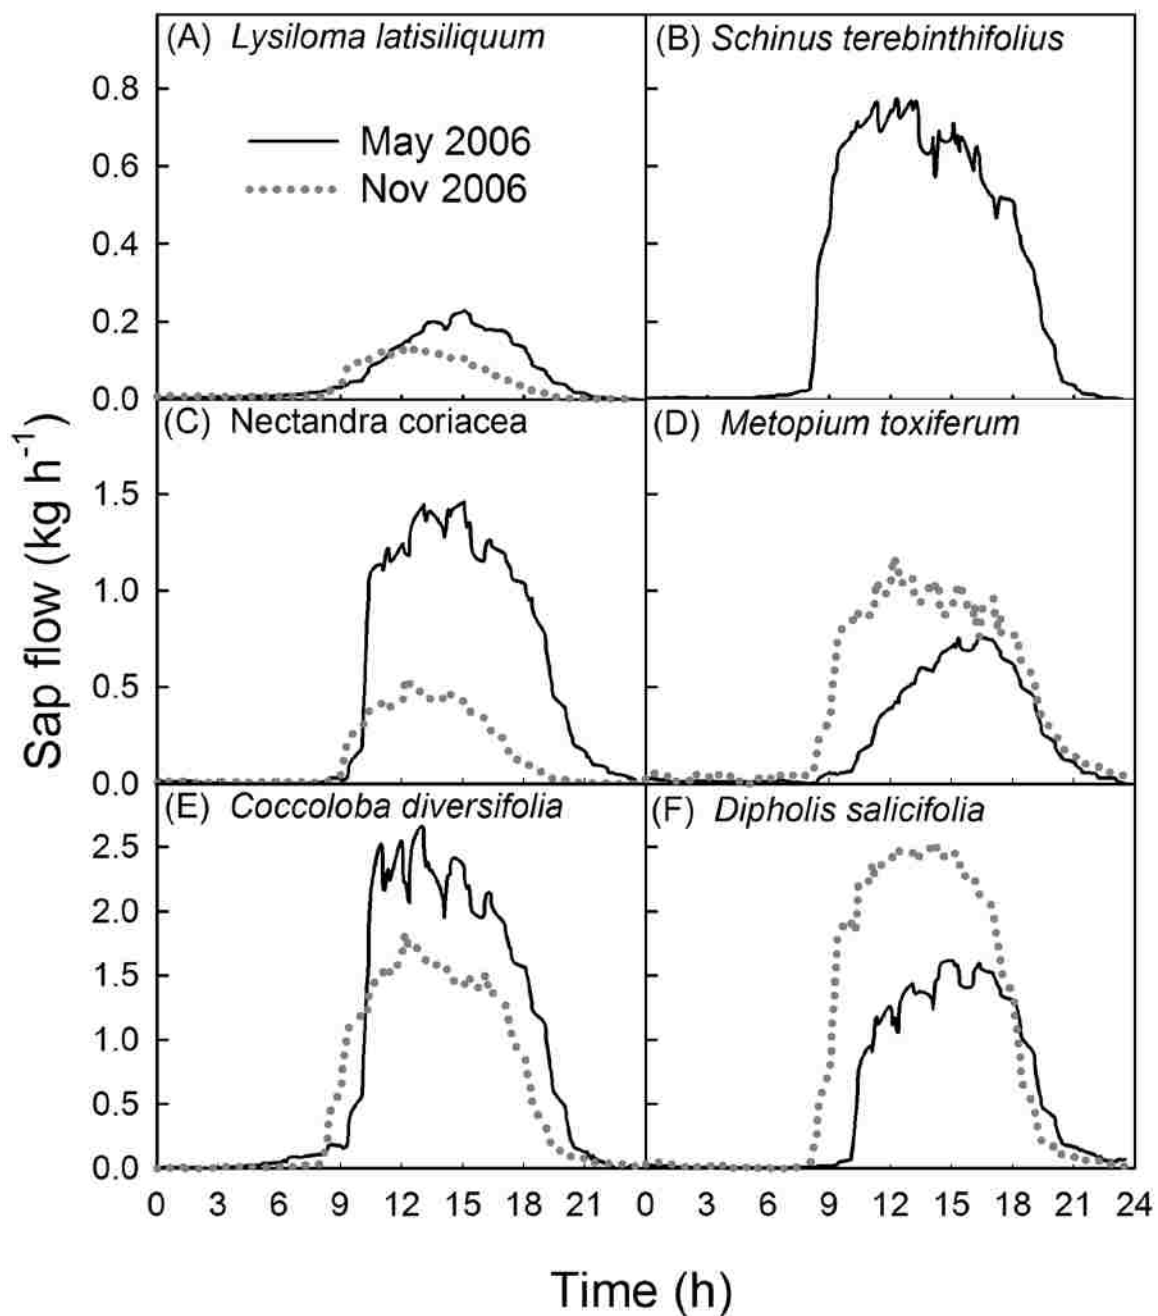 (A) Lysiloma latisiliquum
(B) Schinus terebinthifolius
0.8
0.6
0.4
0.2
0.0
May 2006
Nov 2006
(C) Nectandra coriacea
(D) Metopium toxiferum
1.5
1.0
0.5
0.0
(E) Coccoloba diversifolia
(F) Dipholis salicifolia
2.5
2.0
1.5
1.0
0.5
0.0
0 3 6 9 12 15 18 21 0 3 6 9 12 15 18 21 24
Sap flow (kg h⁻¹)
Time (h)